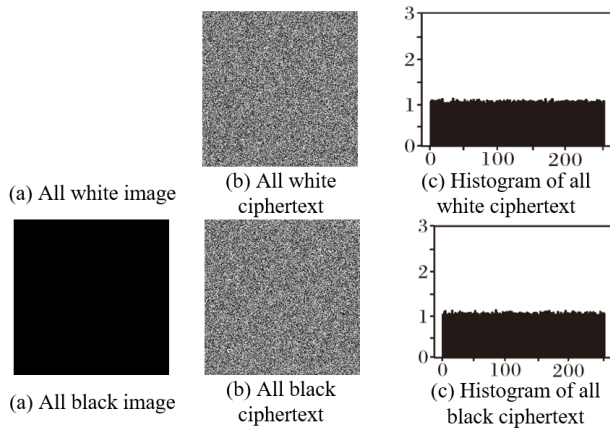 3
2
1
0
0 100 200
(a) All white image
(b) All white
ciphertext
(c) Histogram of all
white ciphertext
3
2
1
0
0 100 200
(a) All black image
(b) All black
ciphertext
(c) Histogram of all
black ciphertext